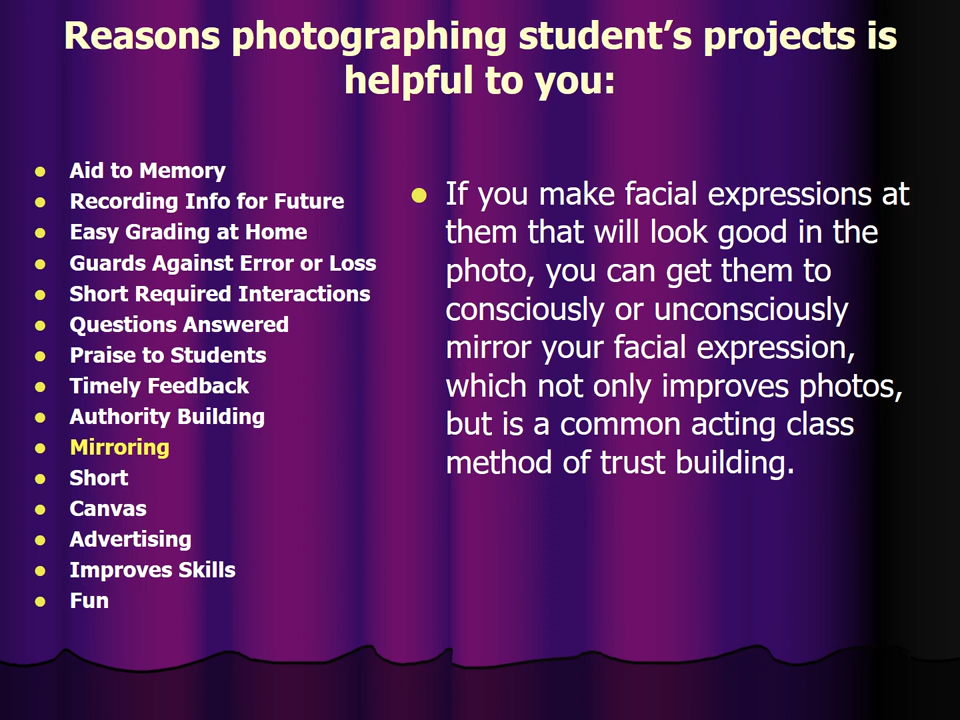 Reasons photographing student’s projects is
helpful to you:
Aid to Memory
Recording Info for Future
Easy Grading at Home
Guards Against Error or Loss
Short Required Interactions
Questions Answered
Praise to Students
Timely Feedback
Authority Building
Mirroring
Short
Canvas
Advertising
Improves Skills
Fun
If you make facial expressions at
them that will look good in the
photo, you can get them to
consciously or unconsciously
mirror your facial expression,
which not only improves photos,
but is a common acting class
method of trust building.